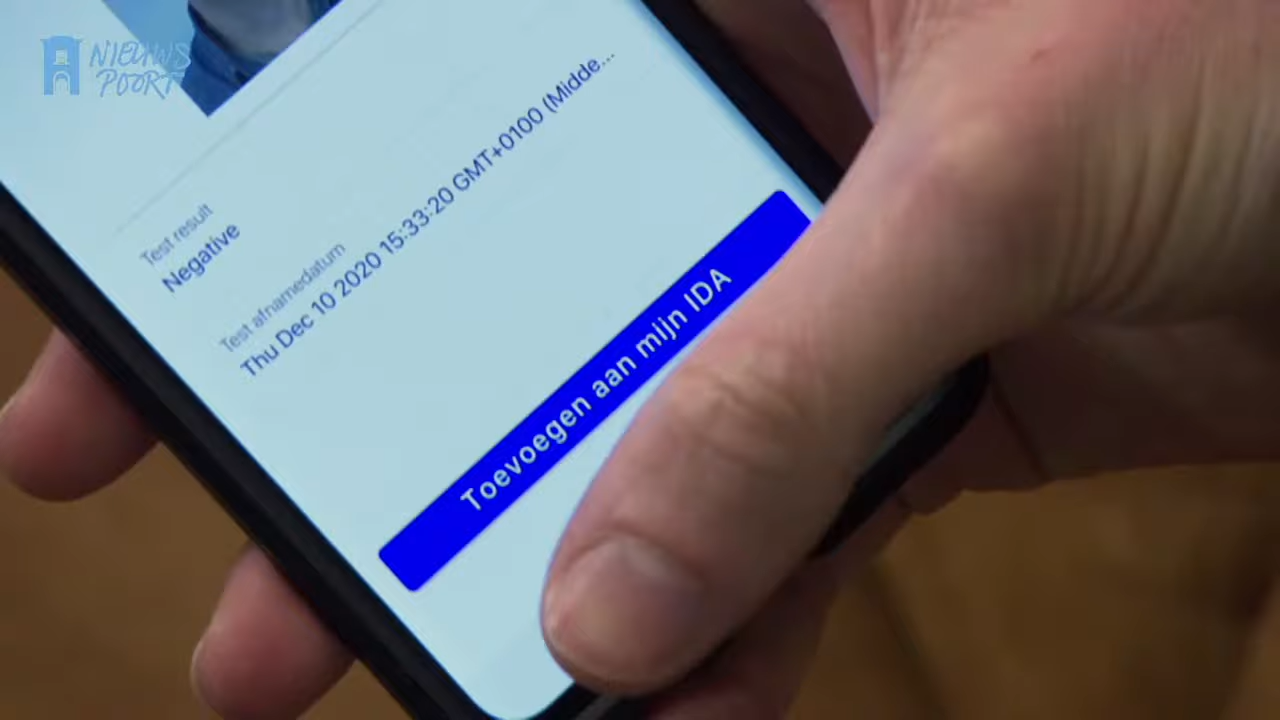 NIEUWS
POORT
Test result
Negative
Test afnamedatum
Thu Dec 10 2020 15:33:20 GMT+0100 (Midde...
Toevoegen aan mijn IDA